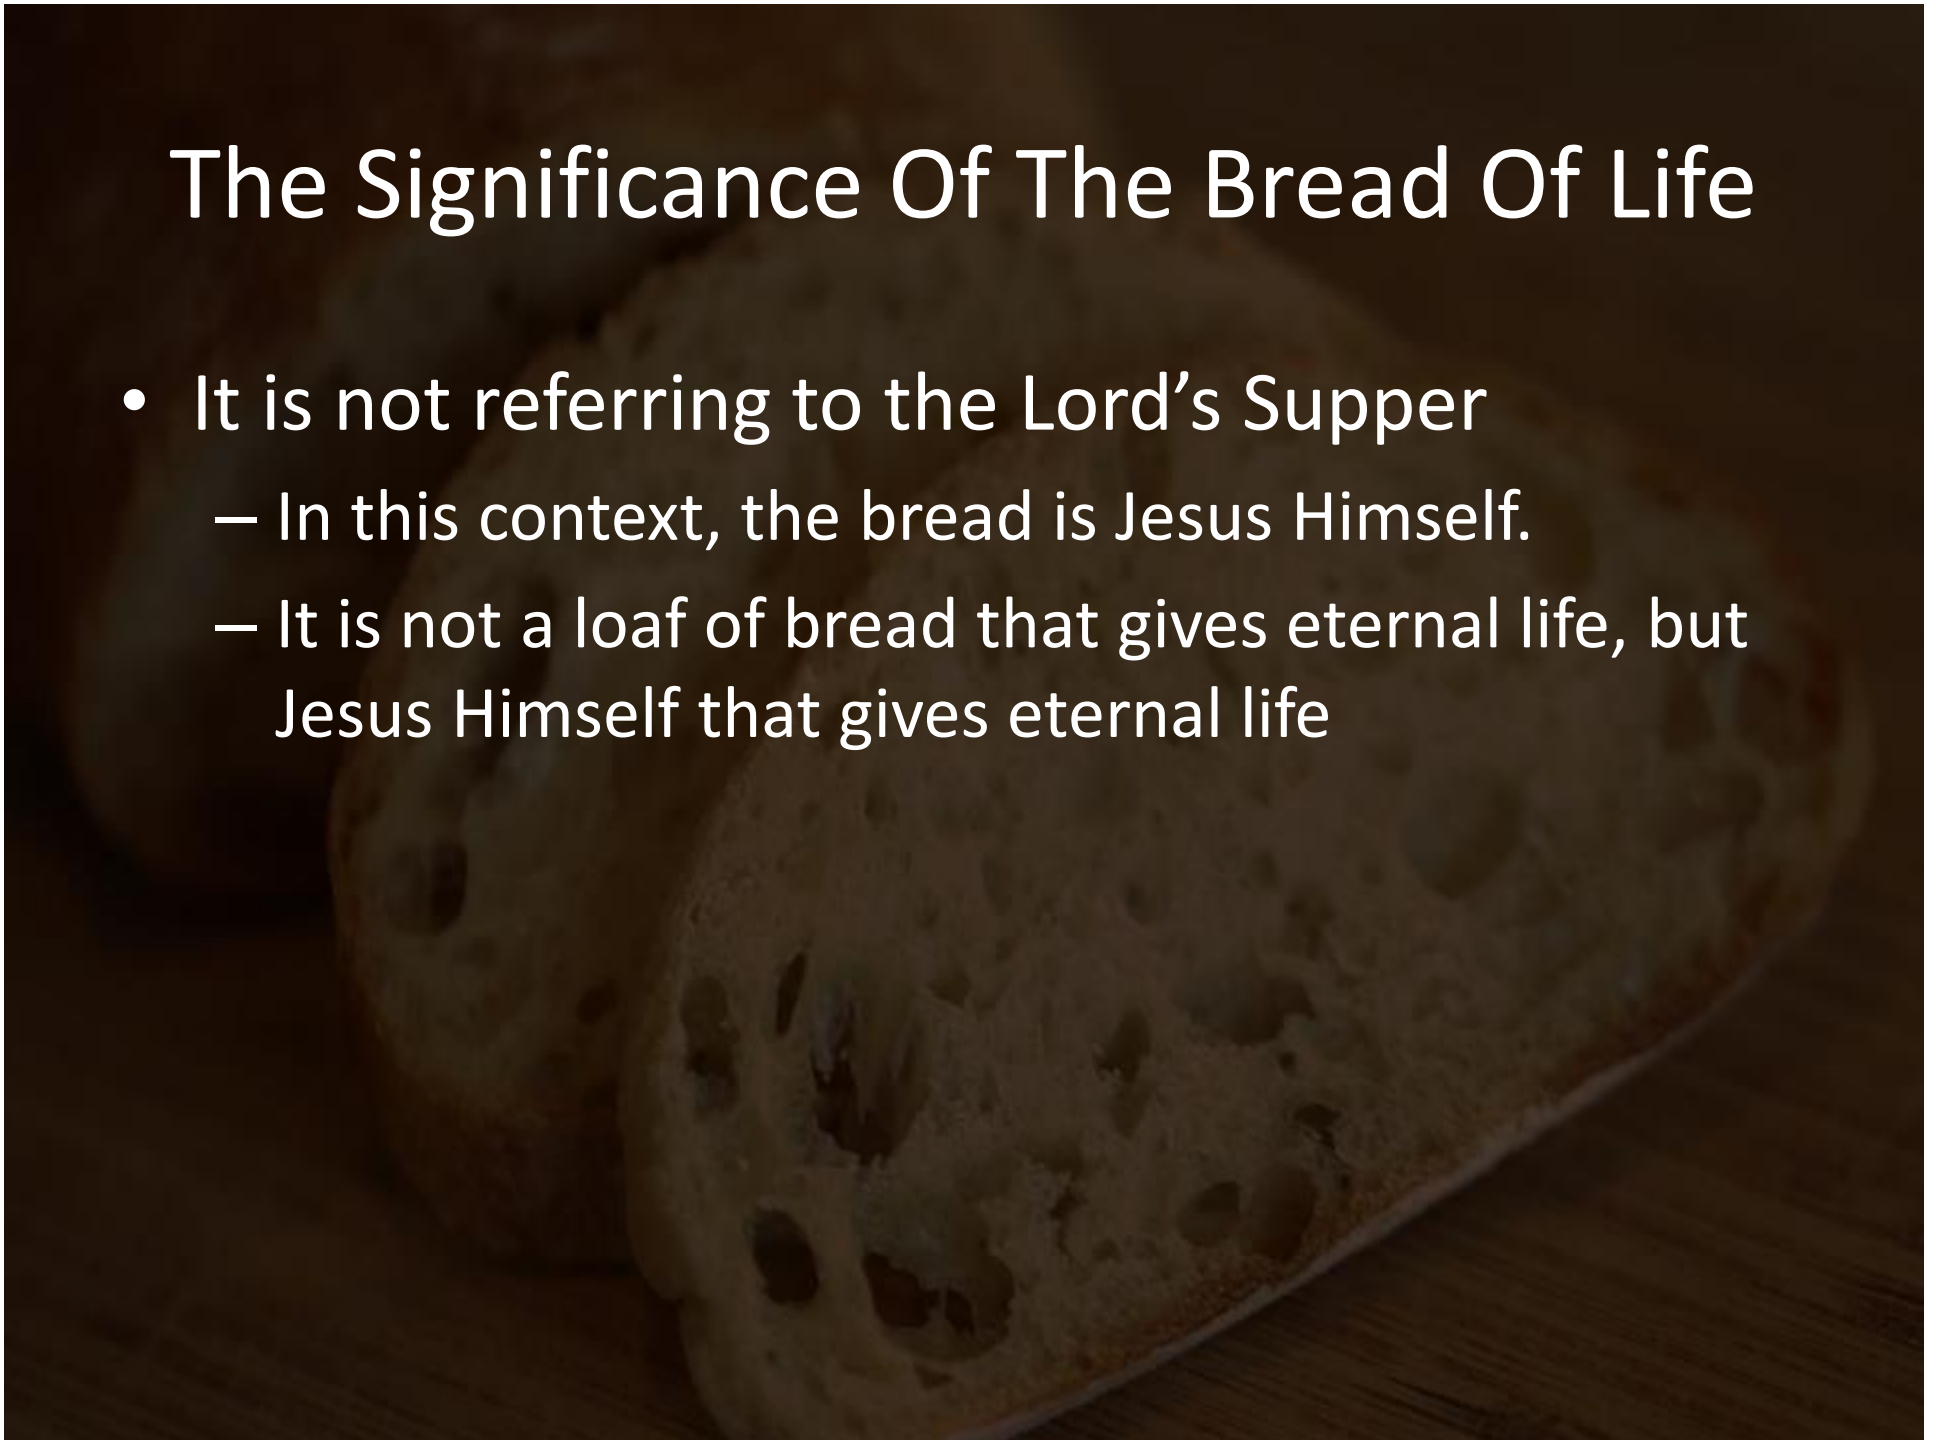 The Significance Of The Bread Of Life
• It is not referring to the Lord’s Supper
– In this context, the bread is Jesus Himself.
– It is not a loaf of bread that gives eternal life, but
Jesus Himself that gives eternal life